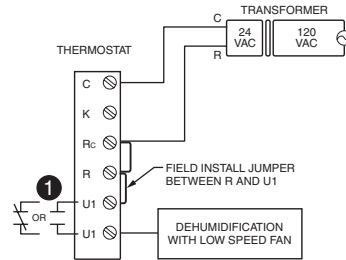 TRANSFORMER
C
24
VAC
120
VAC
R
THERMOSTAT
C
K
RC
R
FIELD INSTALL JUMPER
BETWEEN R AND U1
1
U1
OR
U1
DEHUMIDIFICATION
WITH LOW SPEED FAN